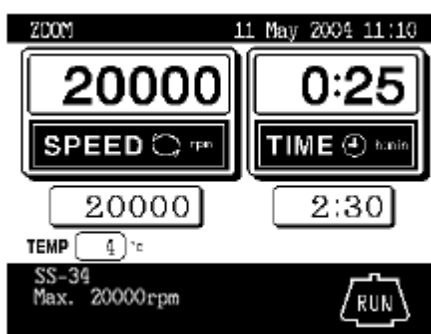 ZOOM 11 May 2004 11:10
20000 0:25
SPEED rpm TIME h:min
20000 2:30
TEMP 4 °C
SS-34
Max. 20000rpm
RUN